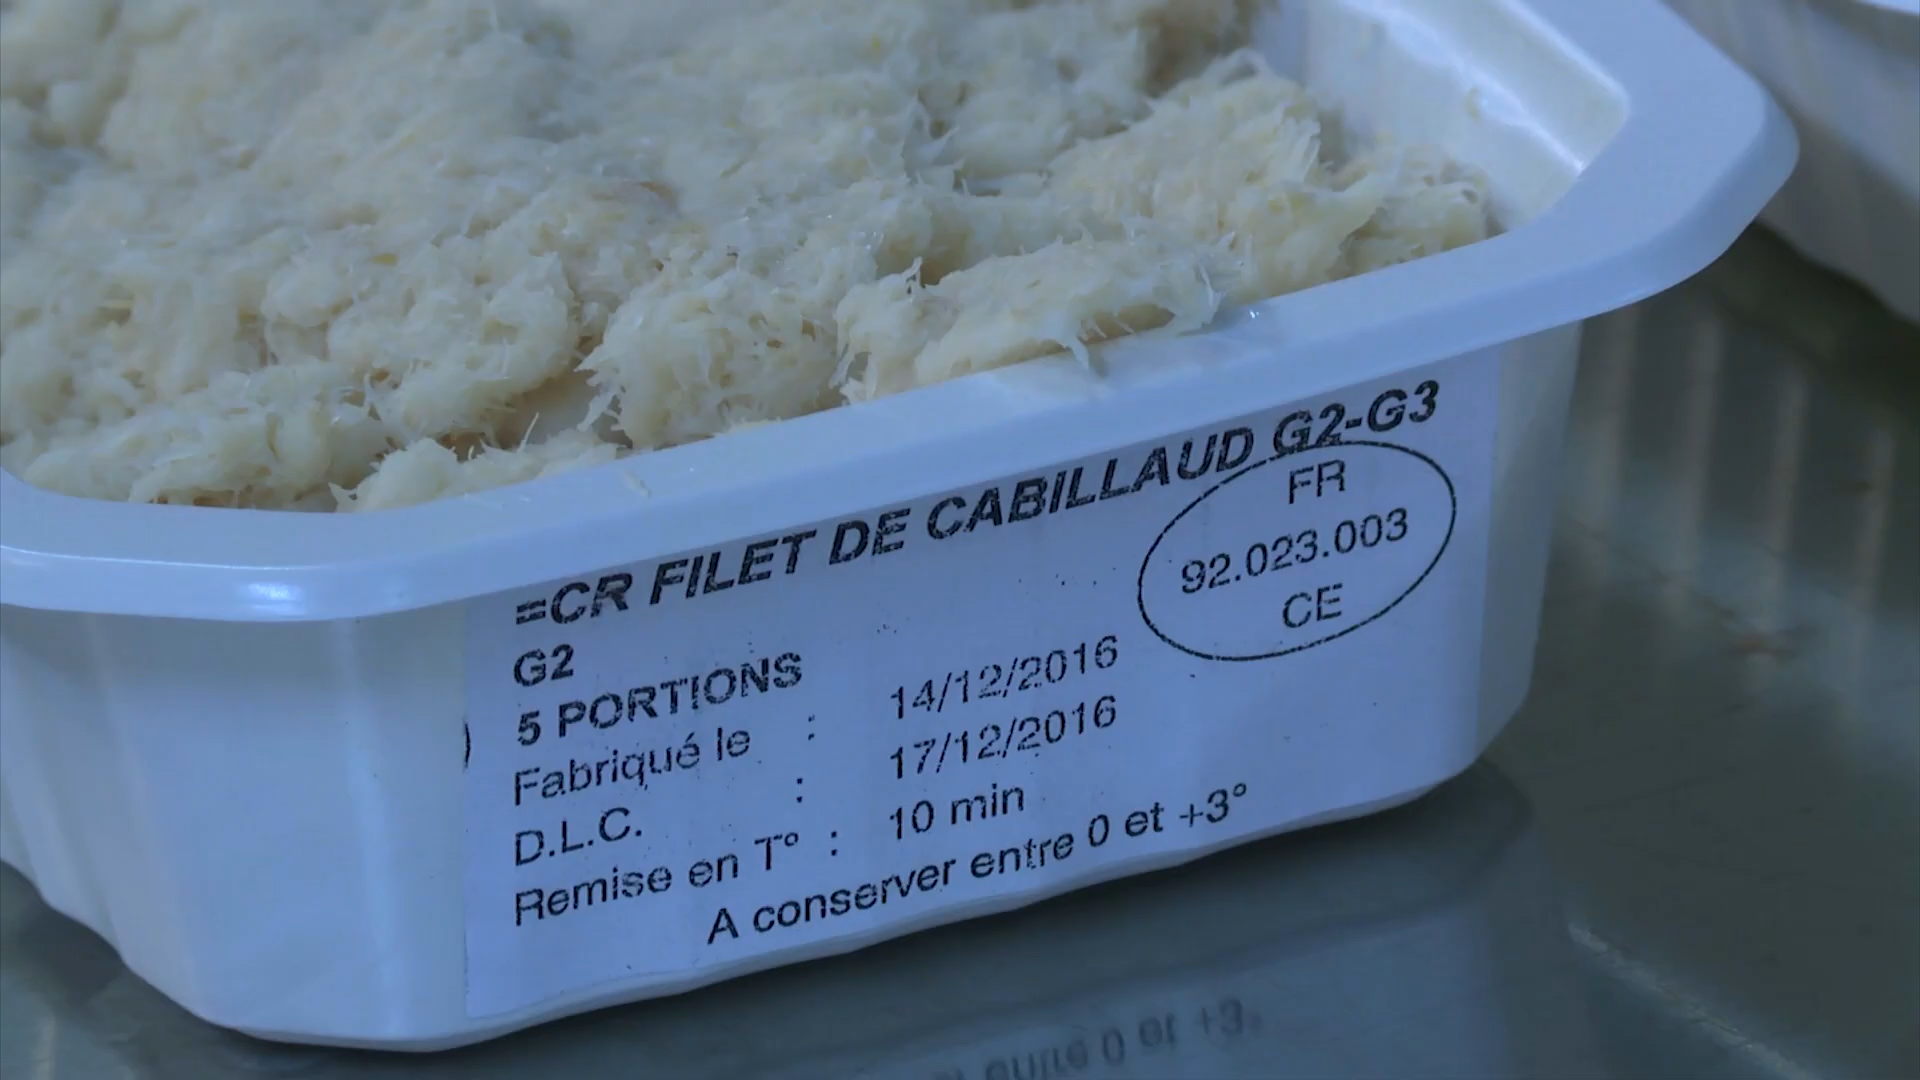 =CR FILET DE CABILLAUD G2-G3
G2
5 PORTIONS
FR
92.023.003
CE
Fabriqué le : 14/12/2016
D.L.C. : 17/12/2016
Remise en T° : 10 min
A conserver entre 0 et +3°